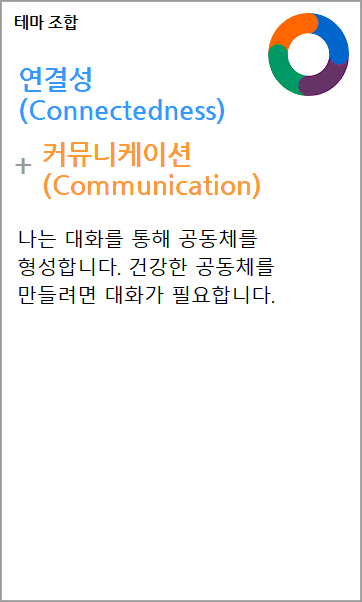 테마 조합
연결성
(Connectedness)
+ 커뮤니케이션
(Communication)
나는 대화를 통해 공동체를
형성합니다. 건강한 공동체를
만들려면 대화가 필요합니다.